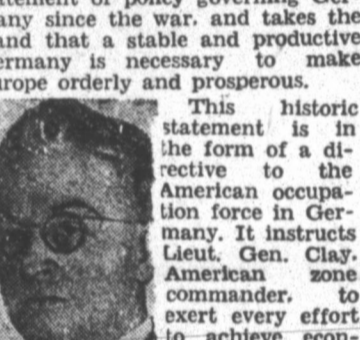 statement of policy governing Ger-
any since the war. and takes the
and that a stable and productive
ermany is necessary to make
urope orderly and prosperous.
This historic
statement is in
the form of a di-
rective to the
American occupa-
tion force in Ger-
many. It instructs
Lieut. Gen. Clay.
American zone
commander. to
exert every effort
to achieve econ-